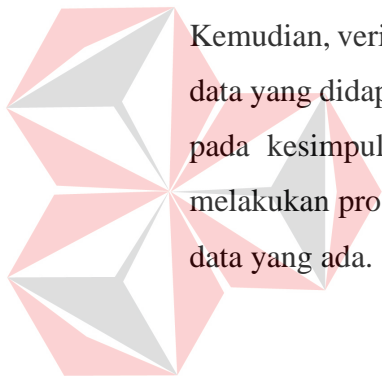 Kemudian, veri
data yang didap
pada kesimpul
melakukan pro
data yang ada.